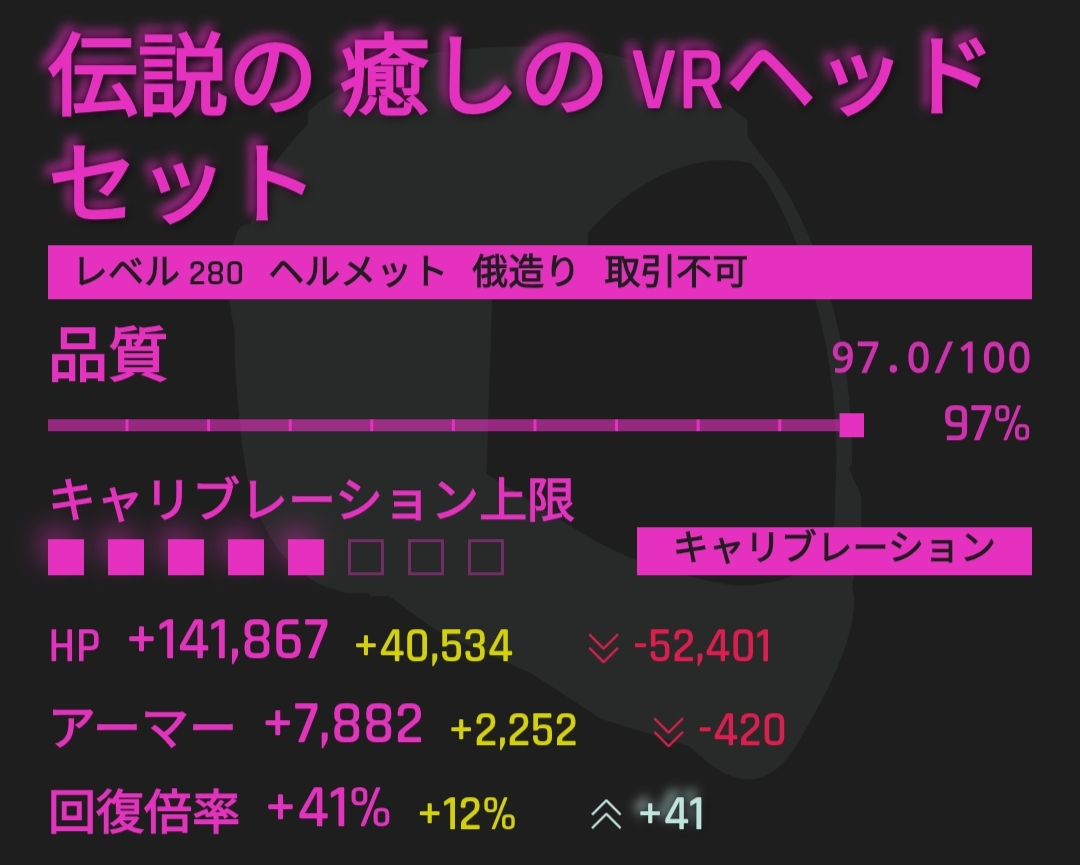 伝説の 癒しの VRヘッド
セット
レベル 280 ヘルメット 俄造り 取引不可
品質 97.0/100
97%
キャリブレーション上限
キャリブレーション
HP +141,867 +40,534 -52,401
アーマー +7,882 +2,252 -420
回復倍率 +41% +12% +41